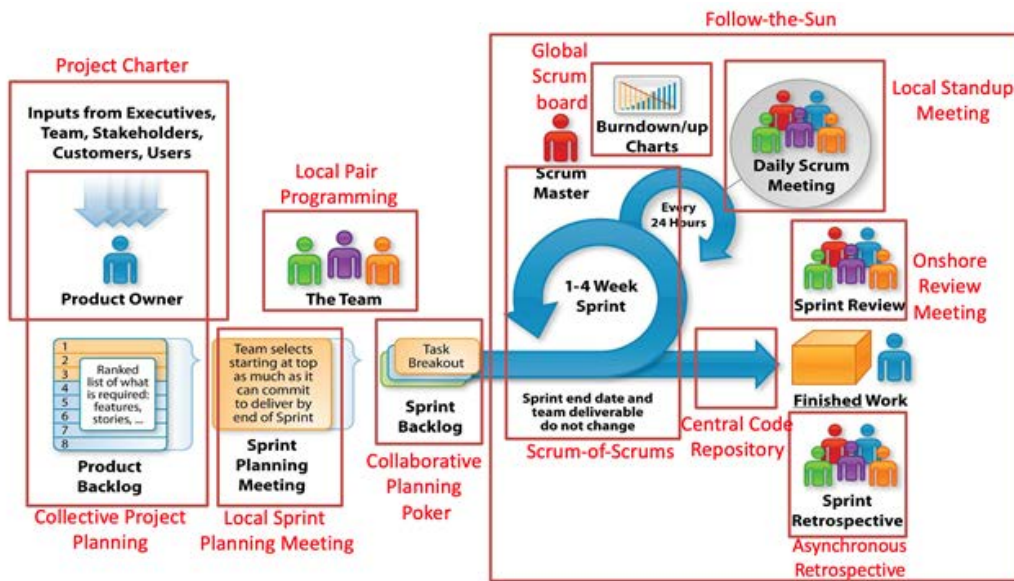 Follow-the-Sun
Project Charter
Inputs from Executives,
Team, Stakeholders,
Customers, Users
Product Owner
Local Pair
Programming
The Team
Global
Scrum
board
Scrum
Master
Burndown/up
Charts
Local Standup
Meeting
Daily Scrum
Meeting
Every
24 Hours
1-4 Week
Sprint
Sprint Review
Onshore
Review
Meeting
1
2
3
4
5
6
7
8
Ranked
list of what
is required:
features,
stories, ...
Product
Backlog
Collective Project
Planning
Team selects
starting at top
as much as it
can commit
to deliver by
end of Sprint
Sprint
Planning
Meeting
Local Sprint
Planning Meeting
Task
Breakout
Sprint
Backlog
Collaborative
Planning
Poker
Sprint end date and
team deliverable
do not change
Scrum-of-Scrums
Central Code
Repository
Finished Work
Sprint
Retrospective
Asynchronous
Retrospective